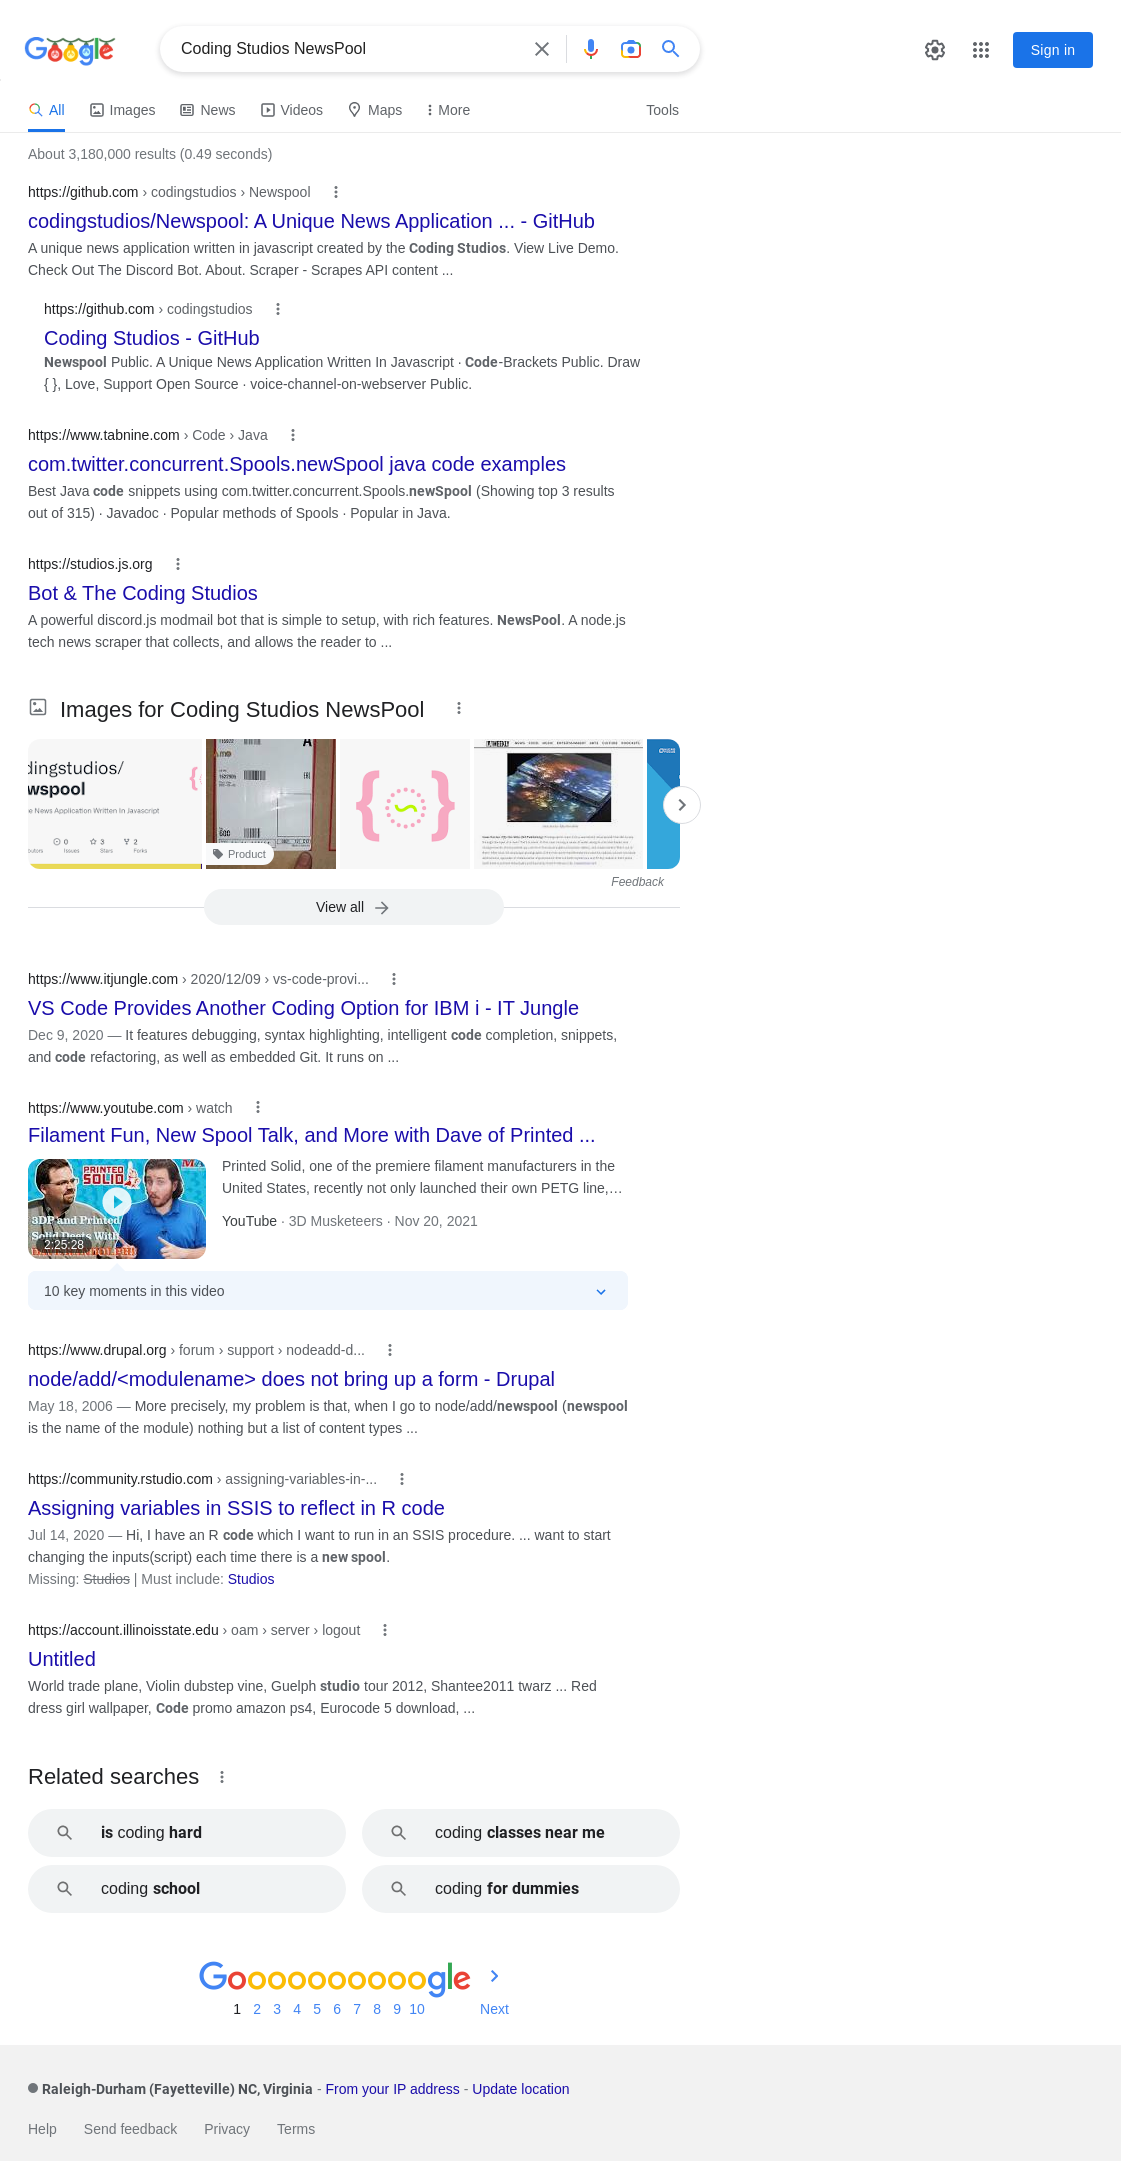 Google
Coding Studios NewsPool
Sign in
All Images News Videos Maps More Tools
About 3,180,000 results (0.49 seconds)
https://github.com › codingstudios › Newspool
codingstudios/Newspool: A Unique News Application ... - GitHub
A unique news application written in javascript created by the Coding Studios. View Live Demo.
Check Out The Discord Bot. About. Scraper - Scrapes API content ...
https://github.com › codingstudios
Coding Studios - GitHub
Newspool Public. A Unique News Application Written In Javascript · Code-Brackets Public. Draw
{ }, Love, Support Open Source · voice-channel-on-webserver Public.
https://www.tabnine.com › Code › Java
com.twitter.concurrent.Spools.newSpool java code examples
Best Java code snippets using com.twitter.concurrent.Spools.newSpool (Showing top 3 results
out of 315) · Javadoc · Popular methods of Spools · Popular in Java.
https://studios.js.org
Bot & The Coding Studios
A powerful discord.js modmail bot that is simple to setup, with rich features. NewsPool. A node.js
tech news scraper that collects, and allows the reader to ...
Images for Coding Studios NewsPool
dingstudios/
wspool
e News Application Written In Javascript
0 3 2
Issues Stars Forks
Product
Feedback
View all
https://www.itjungle.com › 2020/12/09 › vs-code-provi...
VS Code Provides Another Coding Option for IBM i - IT Jungle
Dec 9, 2020 — It features debugging, syntax highlighting, intelligent code completion, snippets,
and code refactoring, as well as embedded Git. It runs on ...
https://www.youtube.com › watch
Filament Fun, New Spool Talk, and More with Dave of Printed ...
PRINTED
SOLID
3DP and Printed
Solid Deets With
2:25:28
Printed Solid, one of the premiere filament manufacturers in the
United States, recently not only launched their own PETG line,...
YouTube · 3D Musketeers · Nov 20, 2021
10 key moments in this video
https://www.drupal.org › forum › support › nodeadd-d...
node/add/<modulename> does not bring up a form - Drupal
May 18, 2006 — More precisely, my problem is that, when I go to node/add/newspool (newspool
is the name of the module) nothing but a list of content types ...
https://community.rstudio.com › assigning-variables-in-...
Assigning variables in SSIS to reflect in R code
Jul 14, 2020 — Hi, I have an R code which I want to run in an SSIS procedure. ... want to start
changing the inputs(script) each time there is a new spool.
Missing: Studios | Must include: Studios
https://account.illinoisstate.edu › oam › server › logout
Untitled
World trade plane, Violin dubstep vine, Guelph studio tour 2012, Shantee2011 twarz ... Red
dress girl wallpaper, Code promo amazon ps4, Eurocode 5 download, ...
Related searches
is coding hard
coding classes near me
coding school
coding for dummies
Goooooooooogle
1 2 3 4 5 6 7 8 9 10 Next
Raleigh-Durham (Fayetteville) NC, Virginia - From your IP address - Update location
Help Send feedback Privacy Terms